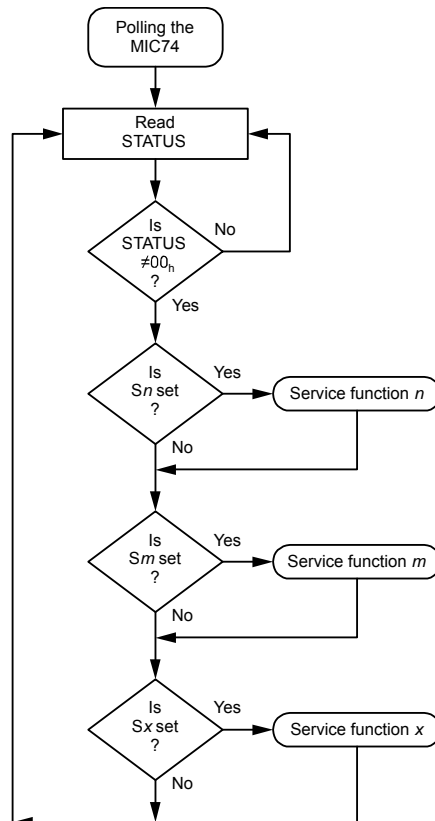 Polling the
MIC74
Read
STATUS
Is
STATUS
≠00h
?
No
Yes
Is
Sn set
?
Yes
Service function n
No
Is
Sm set
?
Yes
Service function m
No
Is
Sx set
?
Yes
Service function x
No